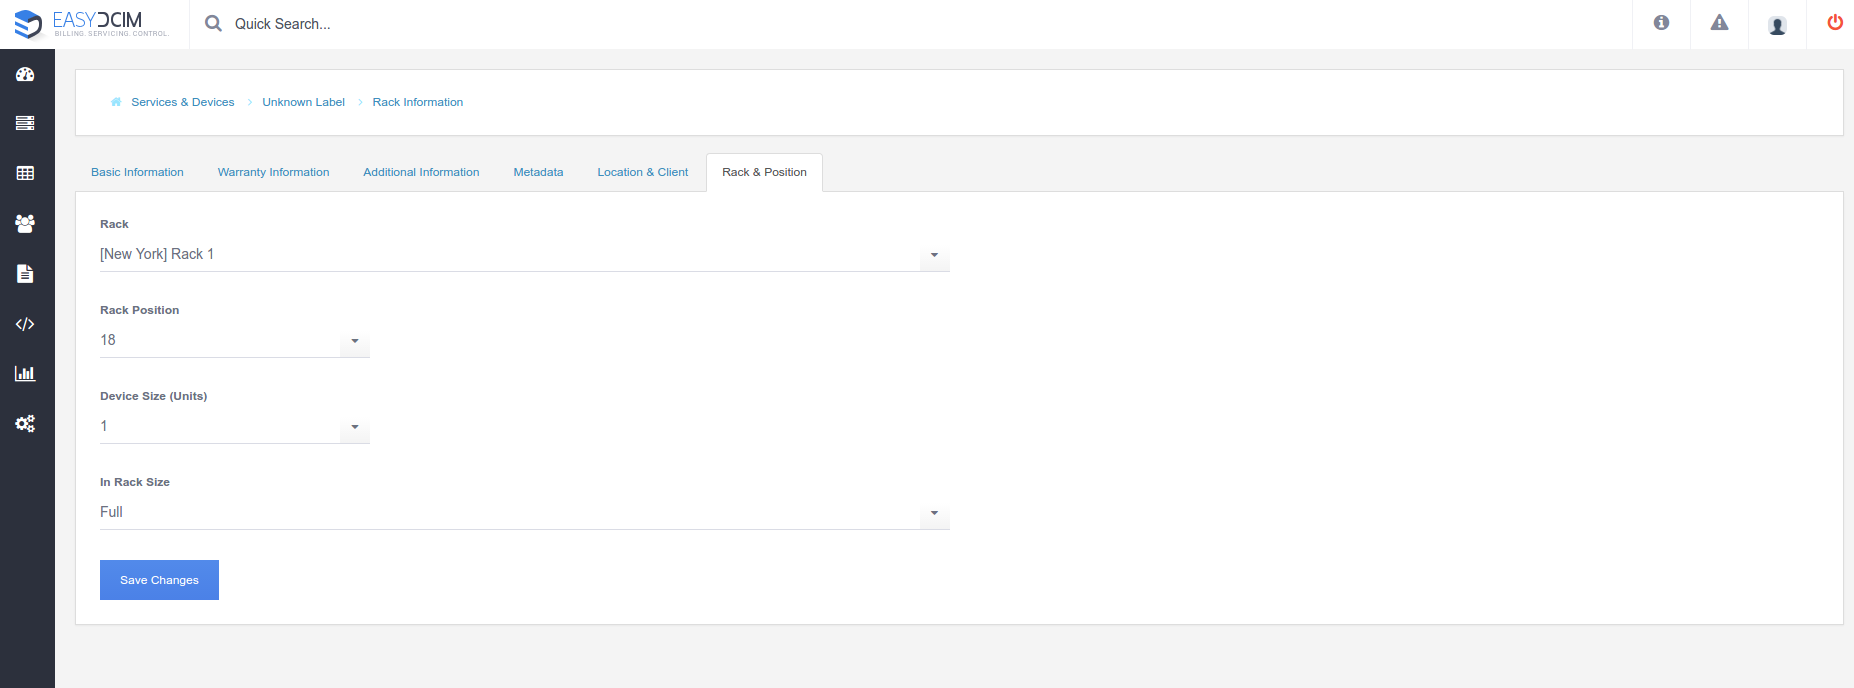 EASYDCIM
BILLING. SERVICING. CONTROL.
Quick Search...
Services & Devices
Unknown Label
Rack Information
Basic Information
Warranty Information
Additional Information
Metadata
Location & Client
Rack & Position
Rack
[New York] Rack 1
Rack Position
18
Device Size (Units)
1
In Rack Size
Full
Save Changes